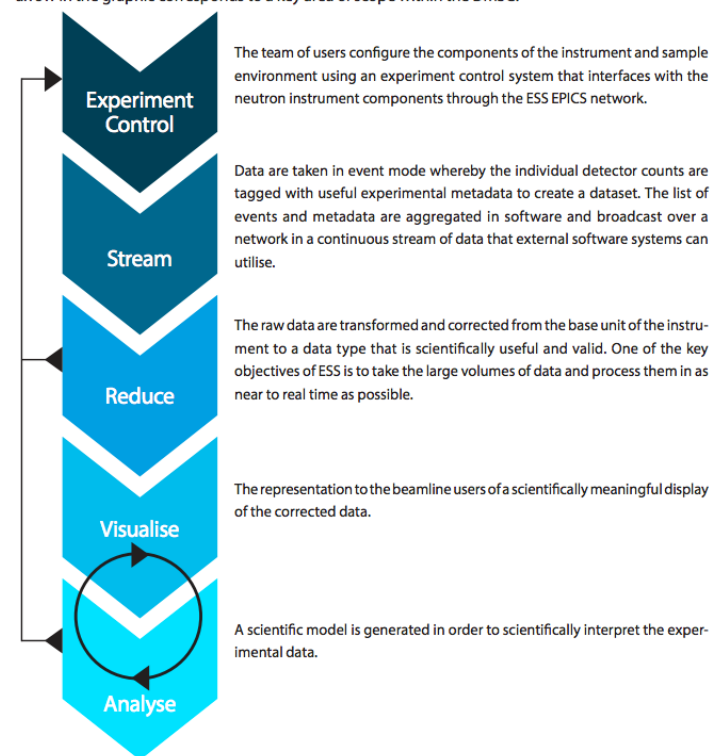 Experiment
Control
The team of users configure the components of the instrument and sample
environment using an experiment control system that interfaces with the
neutron instrument components through the ESS EPICS network.
Stream
Data are taken in event mode whereby the individual detector counts are
tagged with useful experimental metadata to create a dataset. The list of
events and metadata are aggregated in software and broadcast over a
network in a continuous stream of data that external software systems can
utilise.
Reduce
The raw data are transformed and corrected from the base unit of the instru-
ment to a data type that is scientifically useful and valid. One of the key
objectives of ESS is to take the large volumes of data and process them in as
near to real time as possible.
Visualise
The representation to the beamline users of a scientifically meaningful display
of the corrected data.
Analyse
A scientific model is generated in order to scientifically interpret the exper-
imental data.